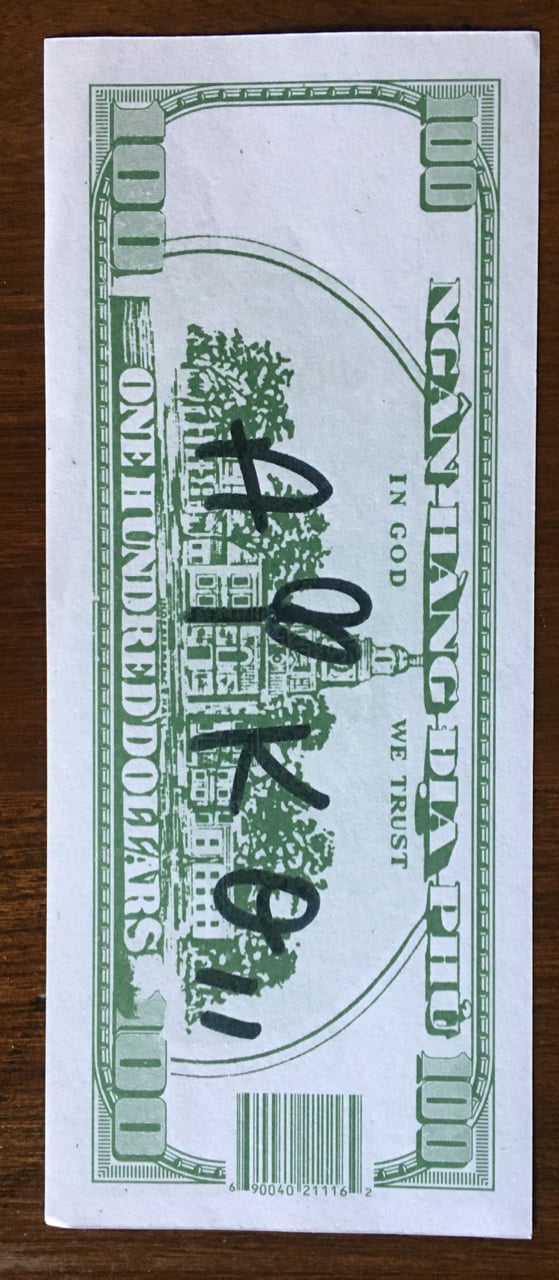 100 NGÂN HÀNG ĐỊA PHỦ 100
IN GOD WE TRUST
A K
100 ONE HUNDRED DOLLARS 100
6 90040 21116 2